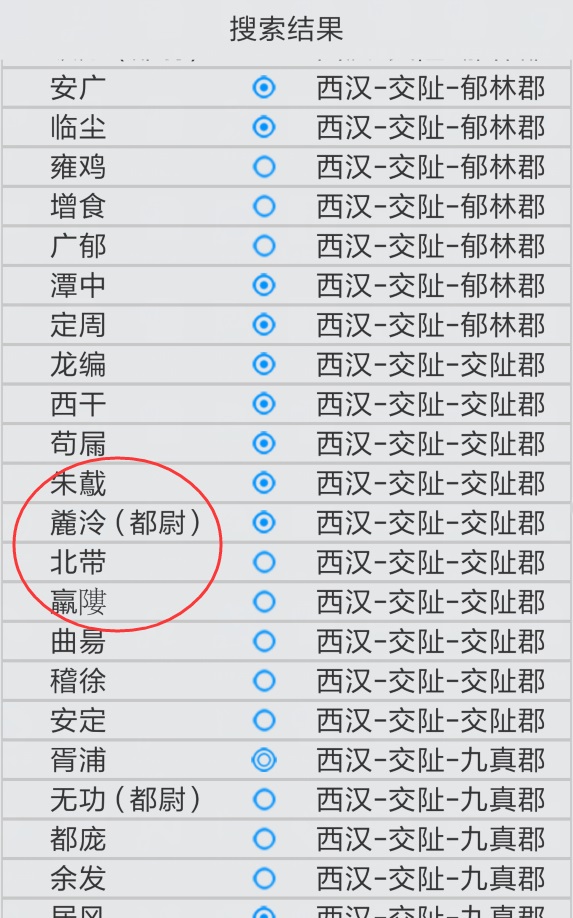 搜索结果
安广 西汉-交阯-郁林郡
临尘 西汉-交阯-郁林郡
雍鸡 西汉-交阯-郁林郡
增食 西汉-交阯-郁林郡
广郁 西汉-交阯-郁林郡
潭中 西汉-交阯-郁林郡
定周 西汉-交阯-郁林郡
龙编 西汉-交阯-交阯郡
西干 西汉-交阯-交阯郡
苟屚 西汉-交阯-交阯郡
朱䳒 西汉-交阯-交阯郡
麊泠（都尉） 西汉-交阯-交阯郡
北带 西汉-交阯-交阯郡
羸𨻻 西汉-交阯-交阯郡
曲昜 西汉-交阯-交阯郡
稽徐 西汉-交阯-交阯郡
安定 西汉-交阯-交阯郡
胥浦 西汉-交阯-九真郡
无功（都尉） 西汉-交阯-九真郡
都庞 西汉-交阯-九真郡
余发 西汉-交阯-九真郡
居风 西汉-交阯-九真郡